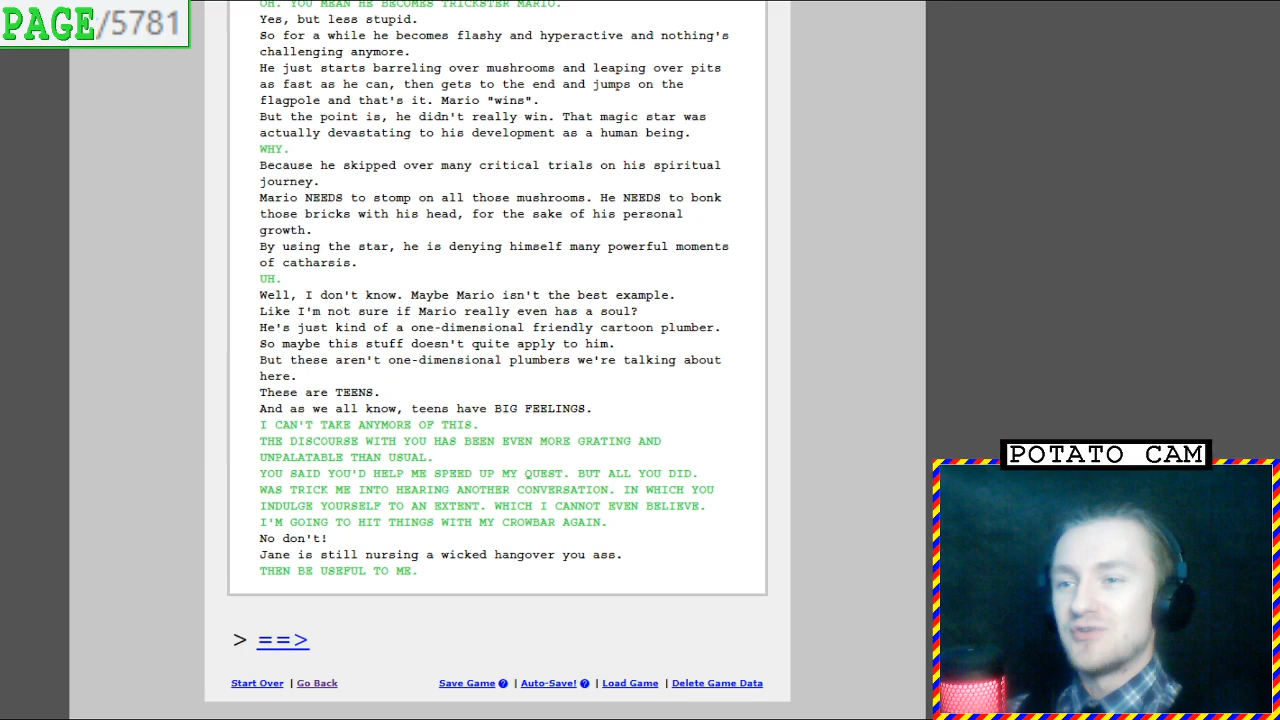 PAGE/5781
OH. YOU MEAN HE BECOMES TRICKSTER MARIO.
Yes, but less stupid.
So for a while he becomes flashy and hyperactive and nothing's
challenging anymore.
He just starts barreling over mushrooms and leaping over pits
as fast as he can, then gets to the end and jumps on the
flagpole and that's it. Mario "wins".
But the point is, he didn't really win. That magic star was
actually devastating to his development as a human being.
WHY.
Because he skipped over many critical trials on his spiritual
journey.
Mario NEEDS to stomp on all those mushrooms. He NEEDS to bonk
those bricks with his head, for the sake of his personal
growth.
By using the star, he is denying himself many powerful moments
of catharsis.
UH.
Well, I don't know. Maybe Mario isn't the best example.
Like I'm not sure if Mario really even has a soul?
He's just kind of a one-dimensional friendly cartoon plumber.
So maybe this stuff doesn't quite apply to him.
But these aren't one-dimensional plumbers we're talking about
here.
These are TEENS.
And as we all know, teens have BIG FEELINGS.
I CAN'T TAKE ANYMORE OF THIS.
THE DISCOURSE WITH YOU HAS BEEN EVEN MORE GRATING AND
UNPALATABLE THAN USUAL.
YOU SAID YOU'D HELP ME SPEED UP MY QUEST. BUT ALL YOU DID.
WAS TRICK ME INTO HEARING ANOTHER CONVERSATION. IN WHICH YOU
INDULGE YOURSELF TO AN EXTENT. WHICH I CANNOT EVEN BELIEVE.
I'M GOING TO HIT THINGS WITH MY CROWBAR AGAIN.
No don't!
Jane is still nursing a wicked hangover you ass.
THEN BE USEFUL TO ME.
> ==>
Start Over | Go Back
Save Game ? | Auto-Save! ? | Load Game | Delete Game Data
POTATO CAM